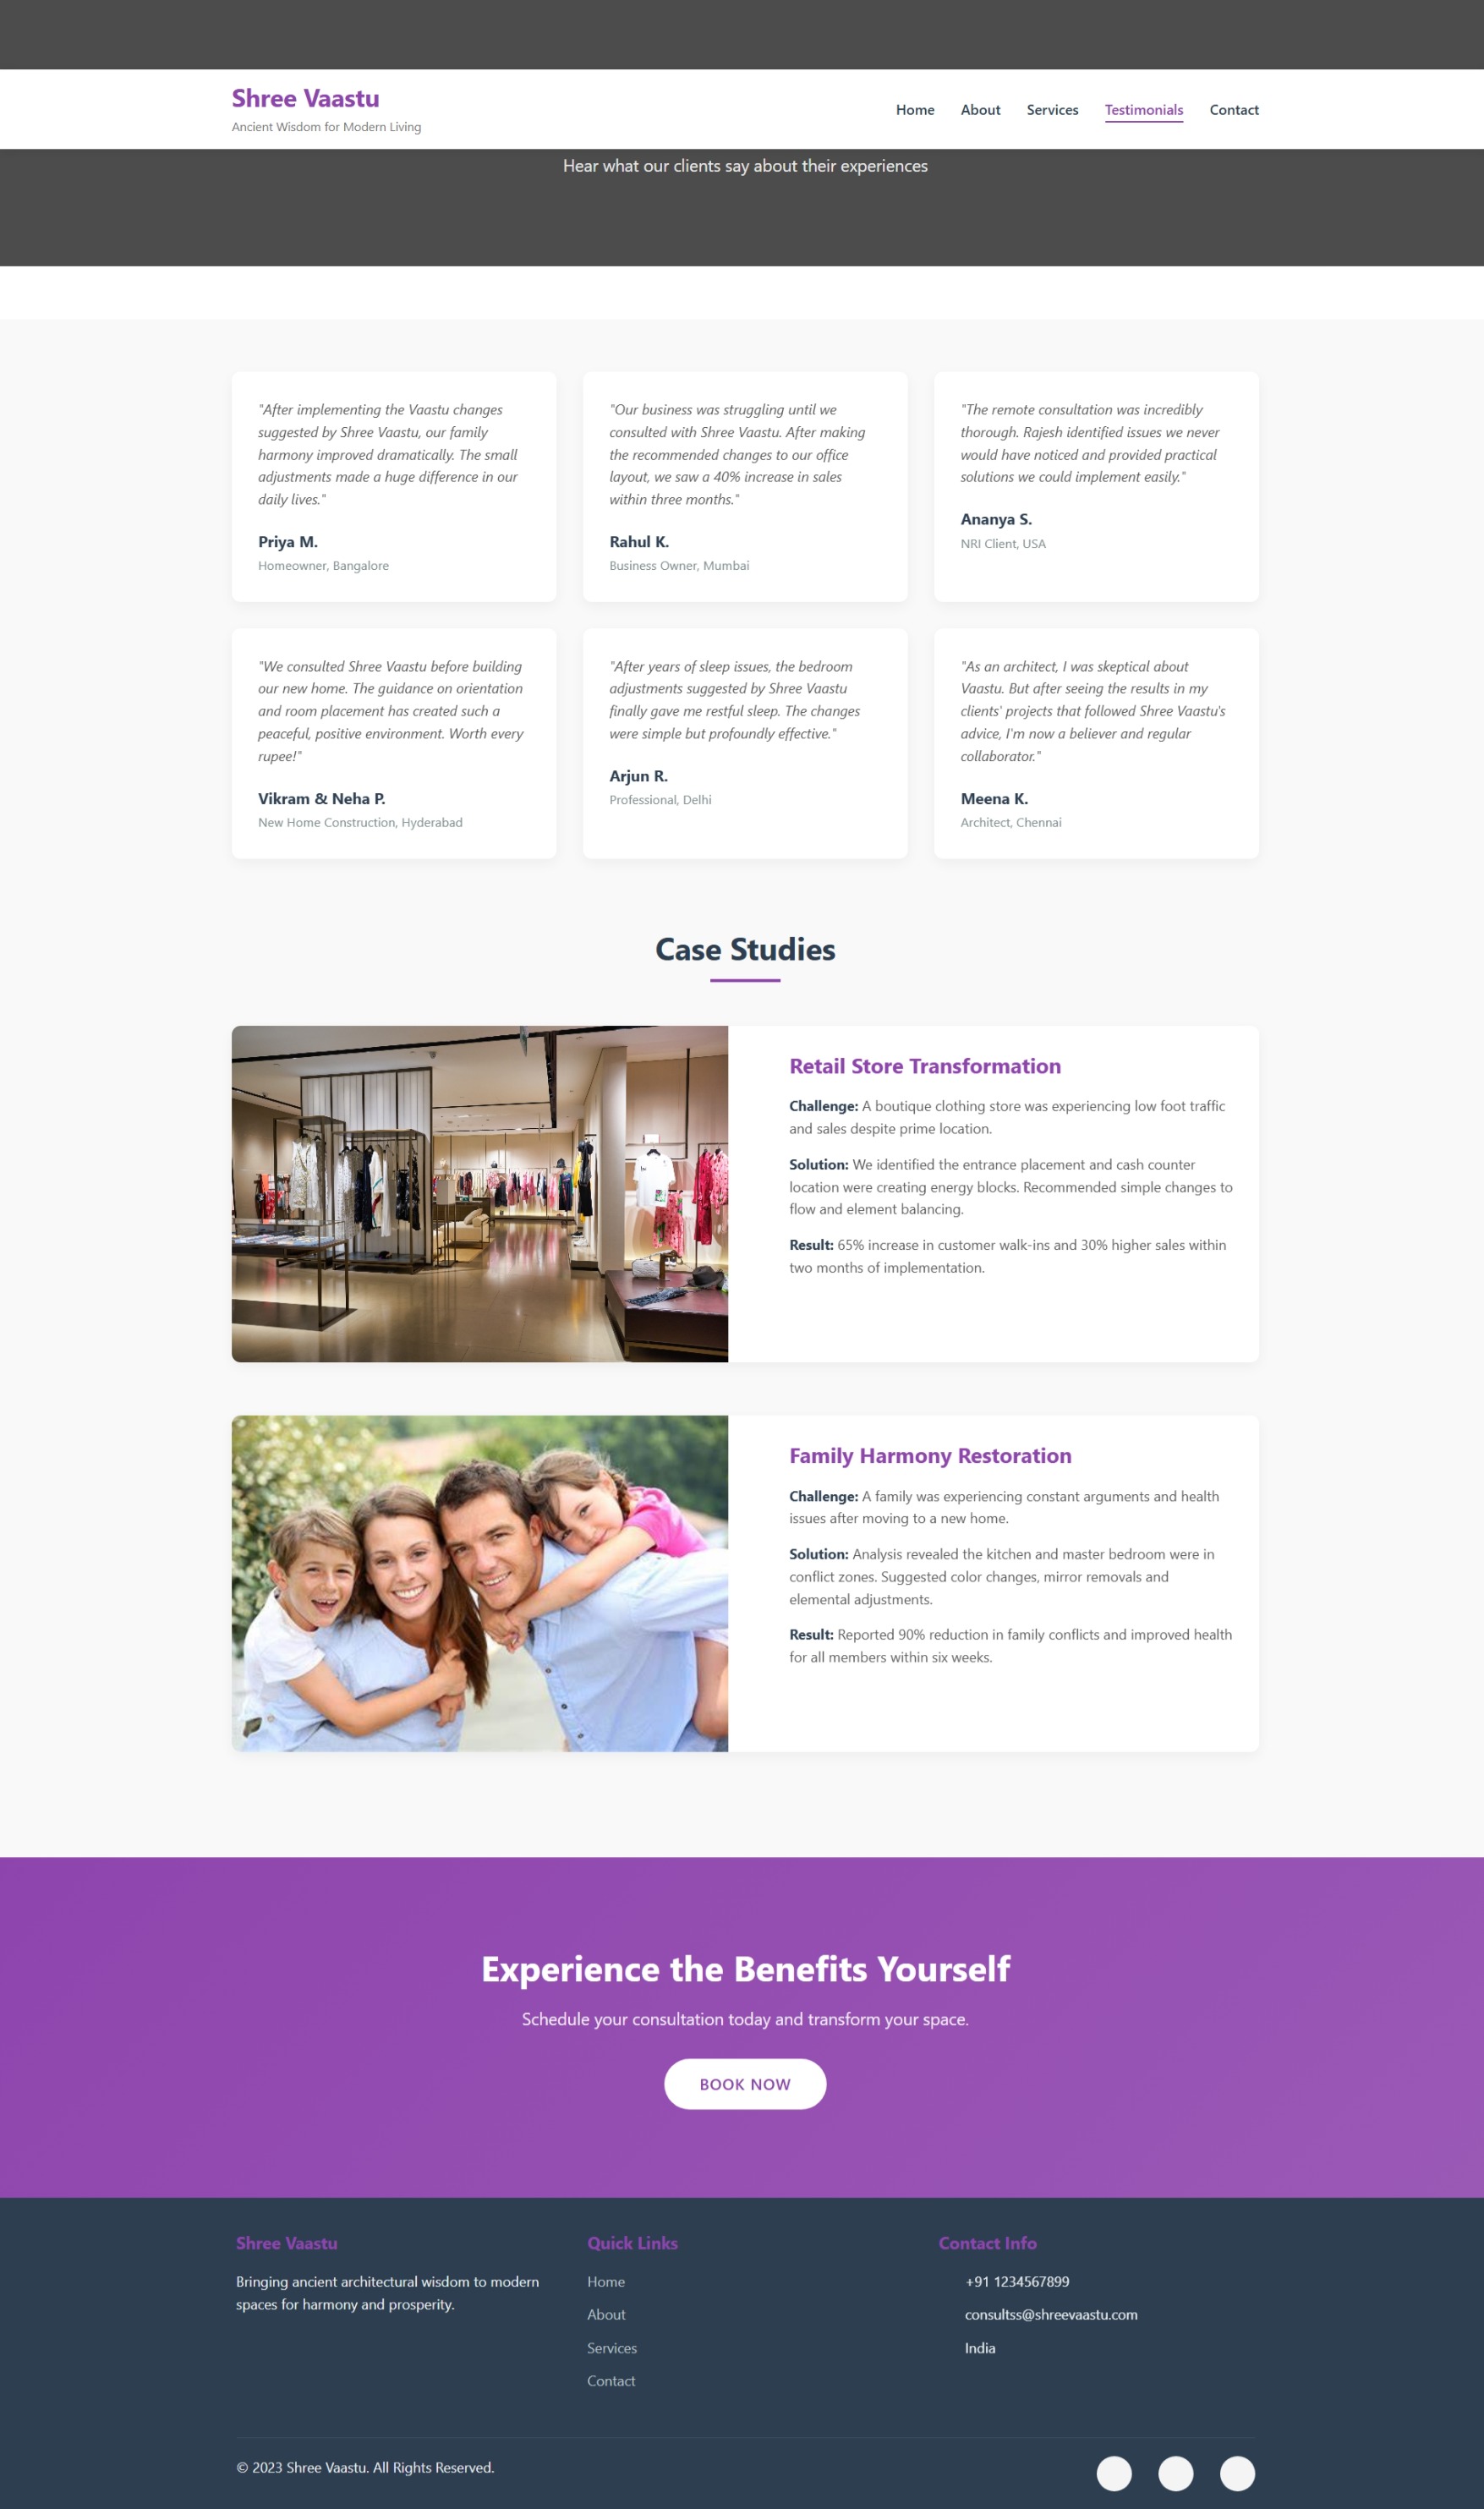 Shree Vaastu
Ancient Wisdom for Modern Living
Home About Services Testimonials Contact
Hear what our clients say about their experiences
"After implementing the Vaastu changes
suggested by Shree Vaastu, our family
harmony improved dramatically. The small
adjustments made a huge difference in our
daily lives."
Priya M.
Homeowner, Bangalore
"Our business was struggling until we
consulted with Shree Vaastu. After making
the recommended changes to our office
layout, we saw a 40% increase in sales
within three months."
Rahul K.
Business Owner, Mumbai
"The remote consultation was incredibly
thorough. Rajesh identified issues we never
would have noticed and provided practical
solutions we could implement easily."
Ananya S.
NRI Client, USA
"We consulted Shree Vaastu before building
our new home. The guidance on orientation
and room placement has created such a
peaceful, positive environment. Worth every
rupee!"
Vikram & Neha P.
New Home Construction, Hyderabad
"After years of sleep issues, the bedroom
adjustments suggested by Shree Vaastu
finally gave me restful sleep. The changes
were simple but profoundly effective."
Arjun R.
Professional, Delhi
"As an architect, I was skeptical about
Vaastu. But after seeing the results in my
clients' projects that followed Shree Vaastu's
advice, I'm now a believer and regular
collaborator."
Meena K.
Architect, Chennai
Case Studies
Retail Store Transformation
Challenge: A boutique clothing store was experiencing low foot traffic
and sales despite prime location.
Solution: We identified the entrance placement and cash counter
location were creating energy blocks. Recommended simple changes to
flow and element balancing.
Result: 65% increase in customer walk-ins and 30% higher sales within
two months of implementation.
Family Harmony Restoration
Challenge: A family was experiencing constant arguments and health
issues after moving to a new home.
Solution: Analysis revealed the kitchen and master bedroom were in
conflict zones. Suggested color changes, mirror removals and
elemental adjustments.
Result: Reported 90% reduction in family conflicts and improved health
for all members within six weeks.
Experience the Benefits Yourself
Schedule your consultation today and transform your space.
BOOK NOW
Shree Vaastu
Bringing ancient architectural wisdom to modern
spaces for harmony and prosperity.
Quick Links
Home
About
Services
Contact
Contact Info
+91 1234567899
consultss@shreevaastu.com
India
© 2023 Shree Vaastu. All Rights Reserved.